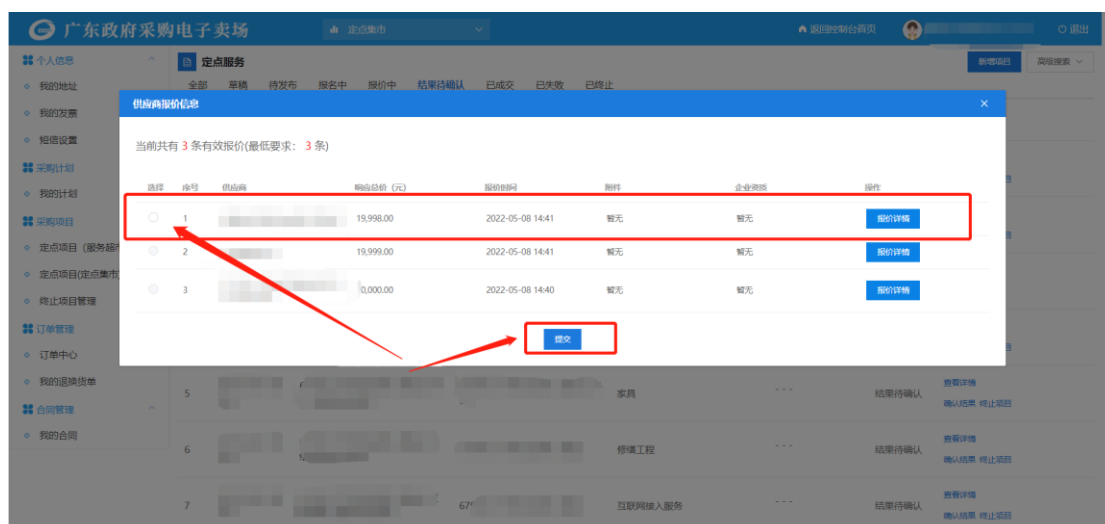 广东政府采购电子卖场
定点集市
返回控制台首页
退出
个人信息
我的地址
我的发票
短信设置
采购计划
我的计划
采购项目
定点项目（服务超市
定点项目(定点集市)
终止项目管理
订单管理
订单中心
我的退换货单
合同管理
我的合同
定点服务
新增项目
高级搜索
全部 草稿 待发布 报名中 报价中 结果待确认 已成交 已失败 已终止
供应商报价信息
当前共有 3 条有效报价(最低要求： 3 条)
选择 序号 供应商 响应总价（元） 报价时间 附件 企业资质 操作
1 19,998.00 2022-05-08 14:41 暂无 暂无 报价详情
2 19,999.00 2022-05-08 14:41 暂无 暂无 报价详情
3 0,000.00 2022-05-08 14:40 暂无 暂无 报价详情
提交
5 家具 - - - 结果待确认 查看详情
确认结果 终止项目
6 修缮工程 - - - 结果待确认 查看详情
确认结果 终止项目
7 67 互联网接入服务 - - - 结果待确认 查看详情
确认结果 终止项目